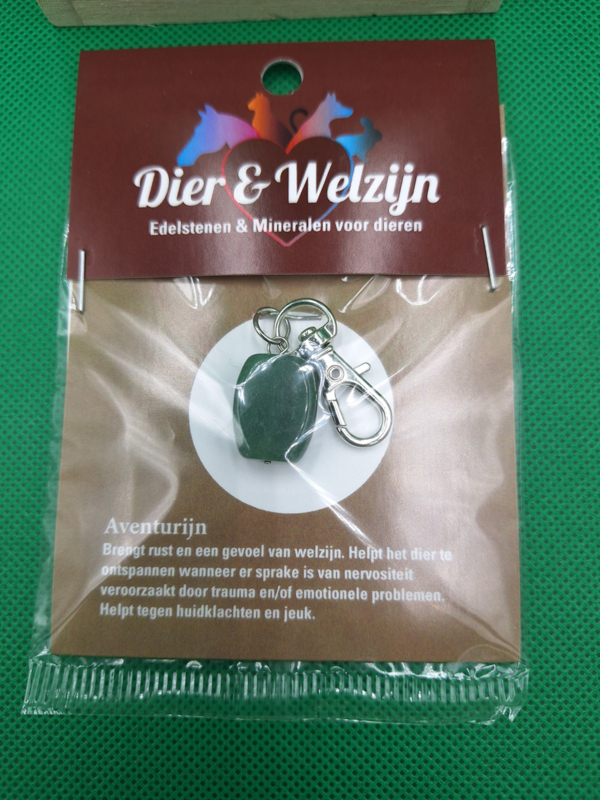 Dier & Welzijn
Edelstenen & Mineralen voor dieren
Aventurijn
Brengt rust en een gevoel van welzijn. Helpt het dier te
ontspannen wanneer er sprake is van nervositeit
veroorzaakt door trauma en/of emotionele problemen.
Helpt tegen huidklachten en jeuk.